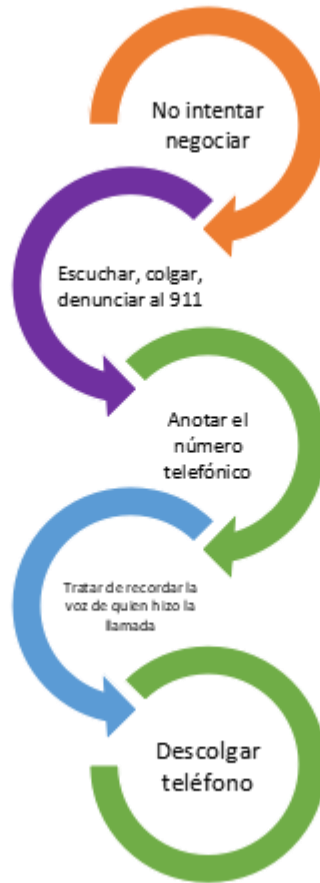 No intentar
negociar
Escuchar, colgar,
denunciar al 911
Anotar el
número
telefónico
Tratar de recordar la
voz de quien hizo la
llamada
Descolgar
teléfono